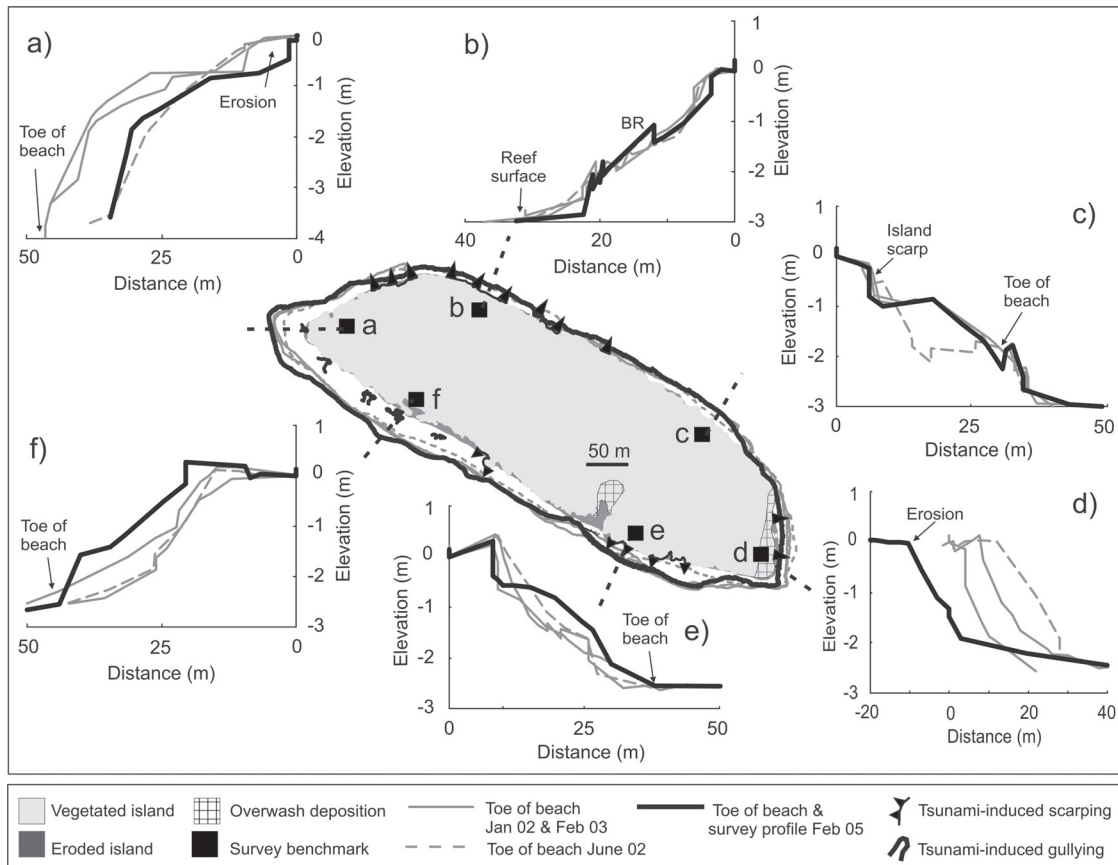 a)
0
-1
-2
-3
-4
Elevation (m)
Erosion
Toe of
beach
50
25
0
Distance (m)
b)
1
0
-1
-2
-3
Elevation (m)
BR
Reef
surface
40
20
0
Distance (m)
c)
1
0
-1
-2
-3
Elevation (m)
Island
scarp
Toe of
beach
0
25
50
Distance (m)
a
b
c
d
e
f
50 m
d)
1
0
-1
-2
-3
Elevation (m)
Erosion
-20
0
20
40
Distance (m)
e)
1
0
-1
-2
-3
Elevation (m)
Toe of
beach
0
25
50
Distance (m)
f)
1
0
-1
-2
-3
Elevation (m)
Toe of
beach
50
25
0
Distance (m)
Vegetated island
Eroded island
Overwash deposition
Survey benchmark
Toe of beach
Jan 02 & Feb 03
Toe of beach June 02
Toe of beach &
survey profile Feb 05
Tsunami-induced scarping
Tsunami-induced gullying